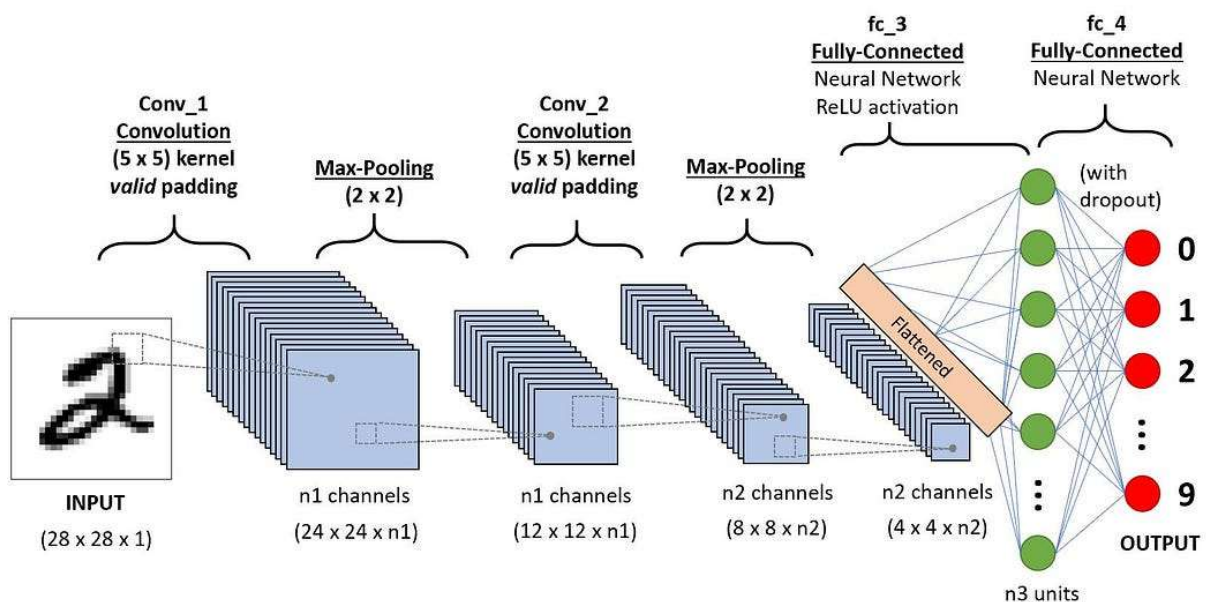 Conv_1
Convolution
(5 x 5) kernel
valid padding
Max-Pooling
(2 x 2)
Conv_2
Convolution
(5 x 5) kernel
valid padding
Max-Pooling
(2 x 2)
fc_3
Fully-Connected
Neural Network
ReLU activation
fc_4
Fully-Connected
Neural Network
(with
dropout)
Flattened
0
1
2
⋮
9
OUTPUT
2
INPUT
(28 x 28 x 1)
n1 channels
(24 x 24 x n1)
n1 channels
(12 x 12 x n1)
n2 channels
(8 x 8 x n2)
n2 channels
(4 x 4 x n2)
⋮
n3 units